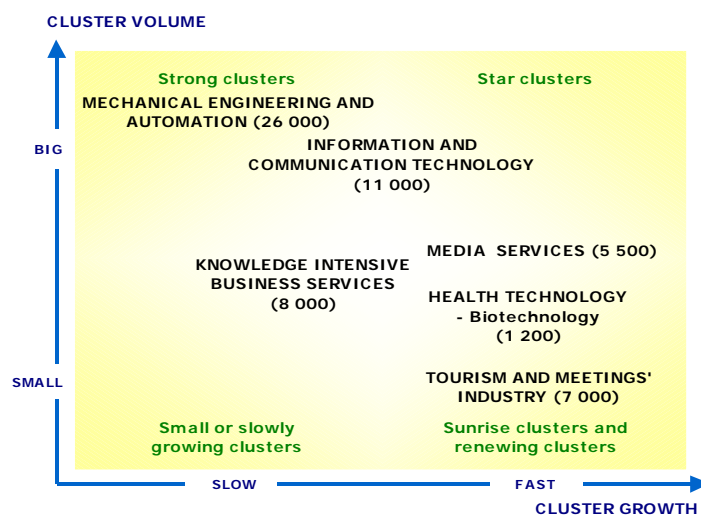 CLUSTER VOLUME
Strong clusters
Star clusters
MECHANICAL ENGINEERING AND
AUTOMATION (26 000)
BIG
INFORMATION AND
COMMUNICATION TECHNOLOGY
(11 000)
MEDIA SERVICES (5 500)
KNOWLEDGE INTENSIVE
BUSINESS SERVICES
(8 000)
HEALTH TECHNOLOGY
- Biotechnology
(1 200)
SMALL
TOURISM AND MEETINGS'
INDUSTRY (7 000)
Small or slowly
growing clusters
Sunrise clusters and
renewing clusters
SLOW
FAST
CLUSTER GROWTH